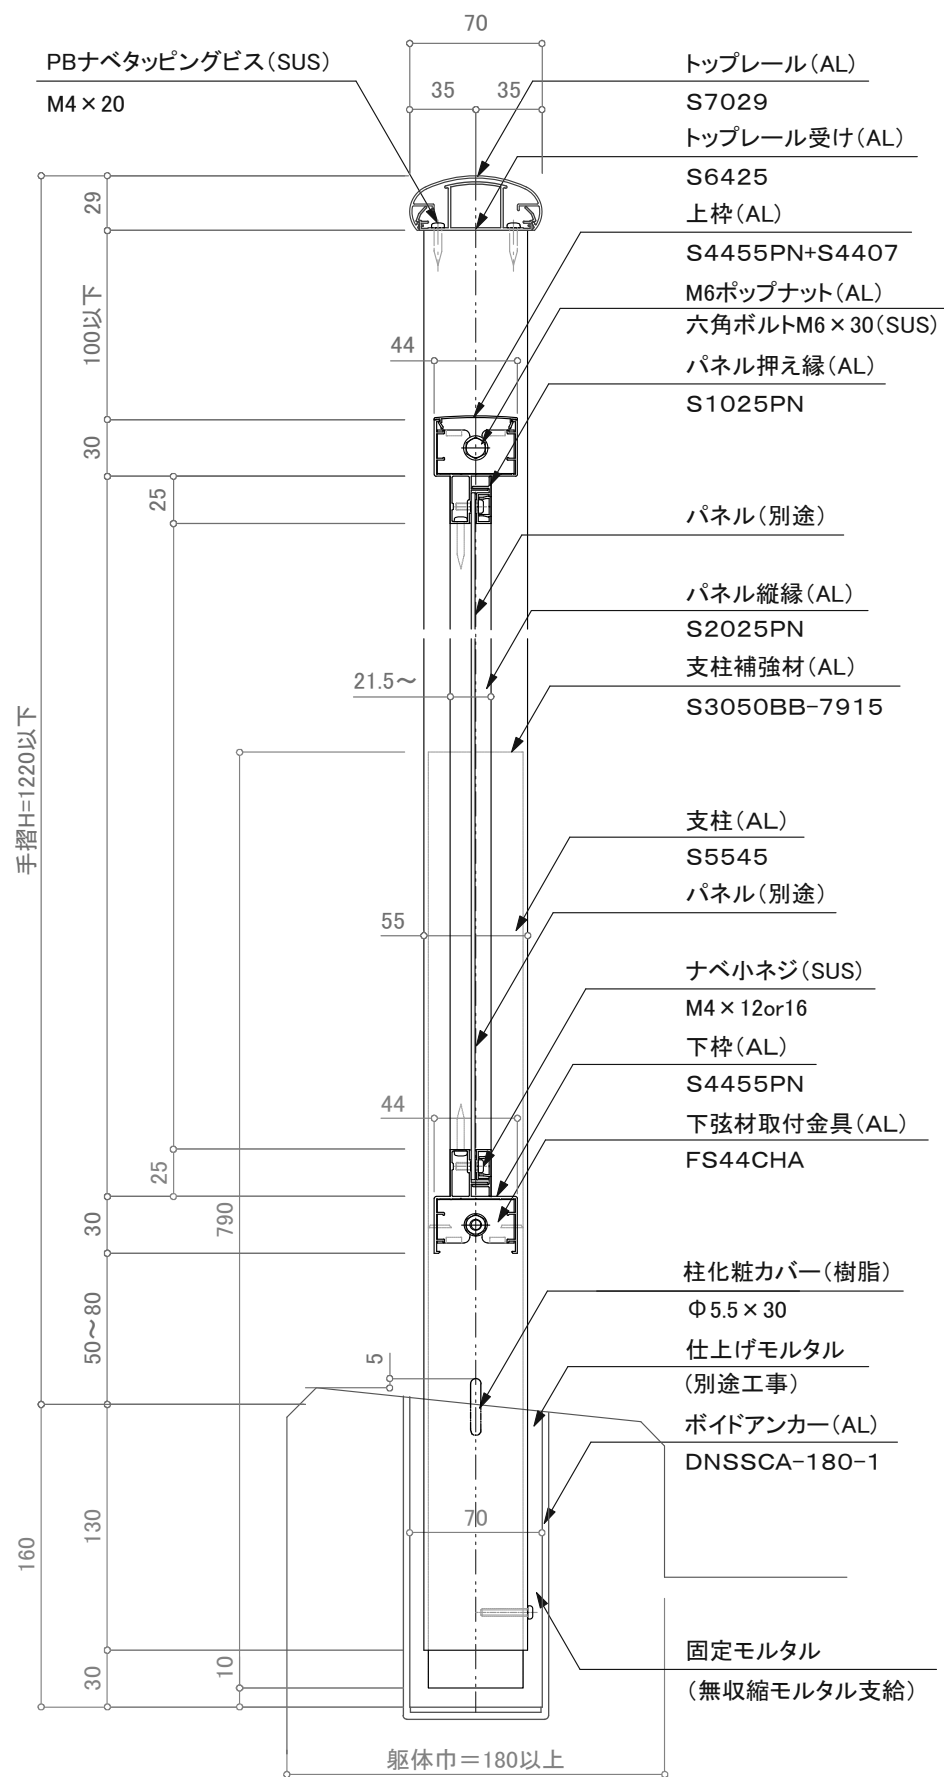 70
PBナベタッピングビス(SUS)
M4×20
35
35
トップレール(AL)
S7029
トップレール受け(AL)
S6425
上枠(AL)
S4455PN+S4407
M6ポップナット(AL)
六角ボルトM6×30(SUS)
パネル押え縁(AL)
S1025PN
29
100以下
44
30
25
パネル(別途)
パネル縦縁(AL)
S2025PN
支柱補強材(AL)
S3050BB-7915
21.5～
手摺H=1220以下
支柱(AL)
S5545
パネル(別途)
55
ナベ小ネジ(SUS)
M4×12or16
下枠(AL)
S4455PN
44
下弦材取付金具(AL)
FS44CHA
25
790
30
柱化粧カバー(樹脂)
Φ5.5×30
50～80
5
仕上げモルタル
(別途工事)
ボイドアンカー(AL)
DNSSCA-180-1
70
160
130
固定モルタル
(無収縮モルタル支給)
30
10
躯体巾＝180以上